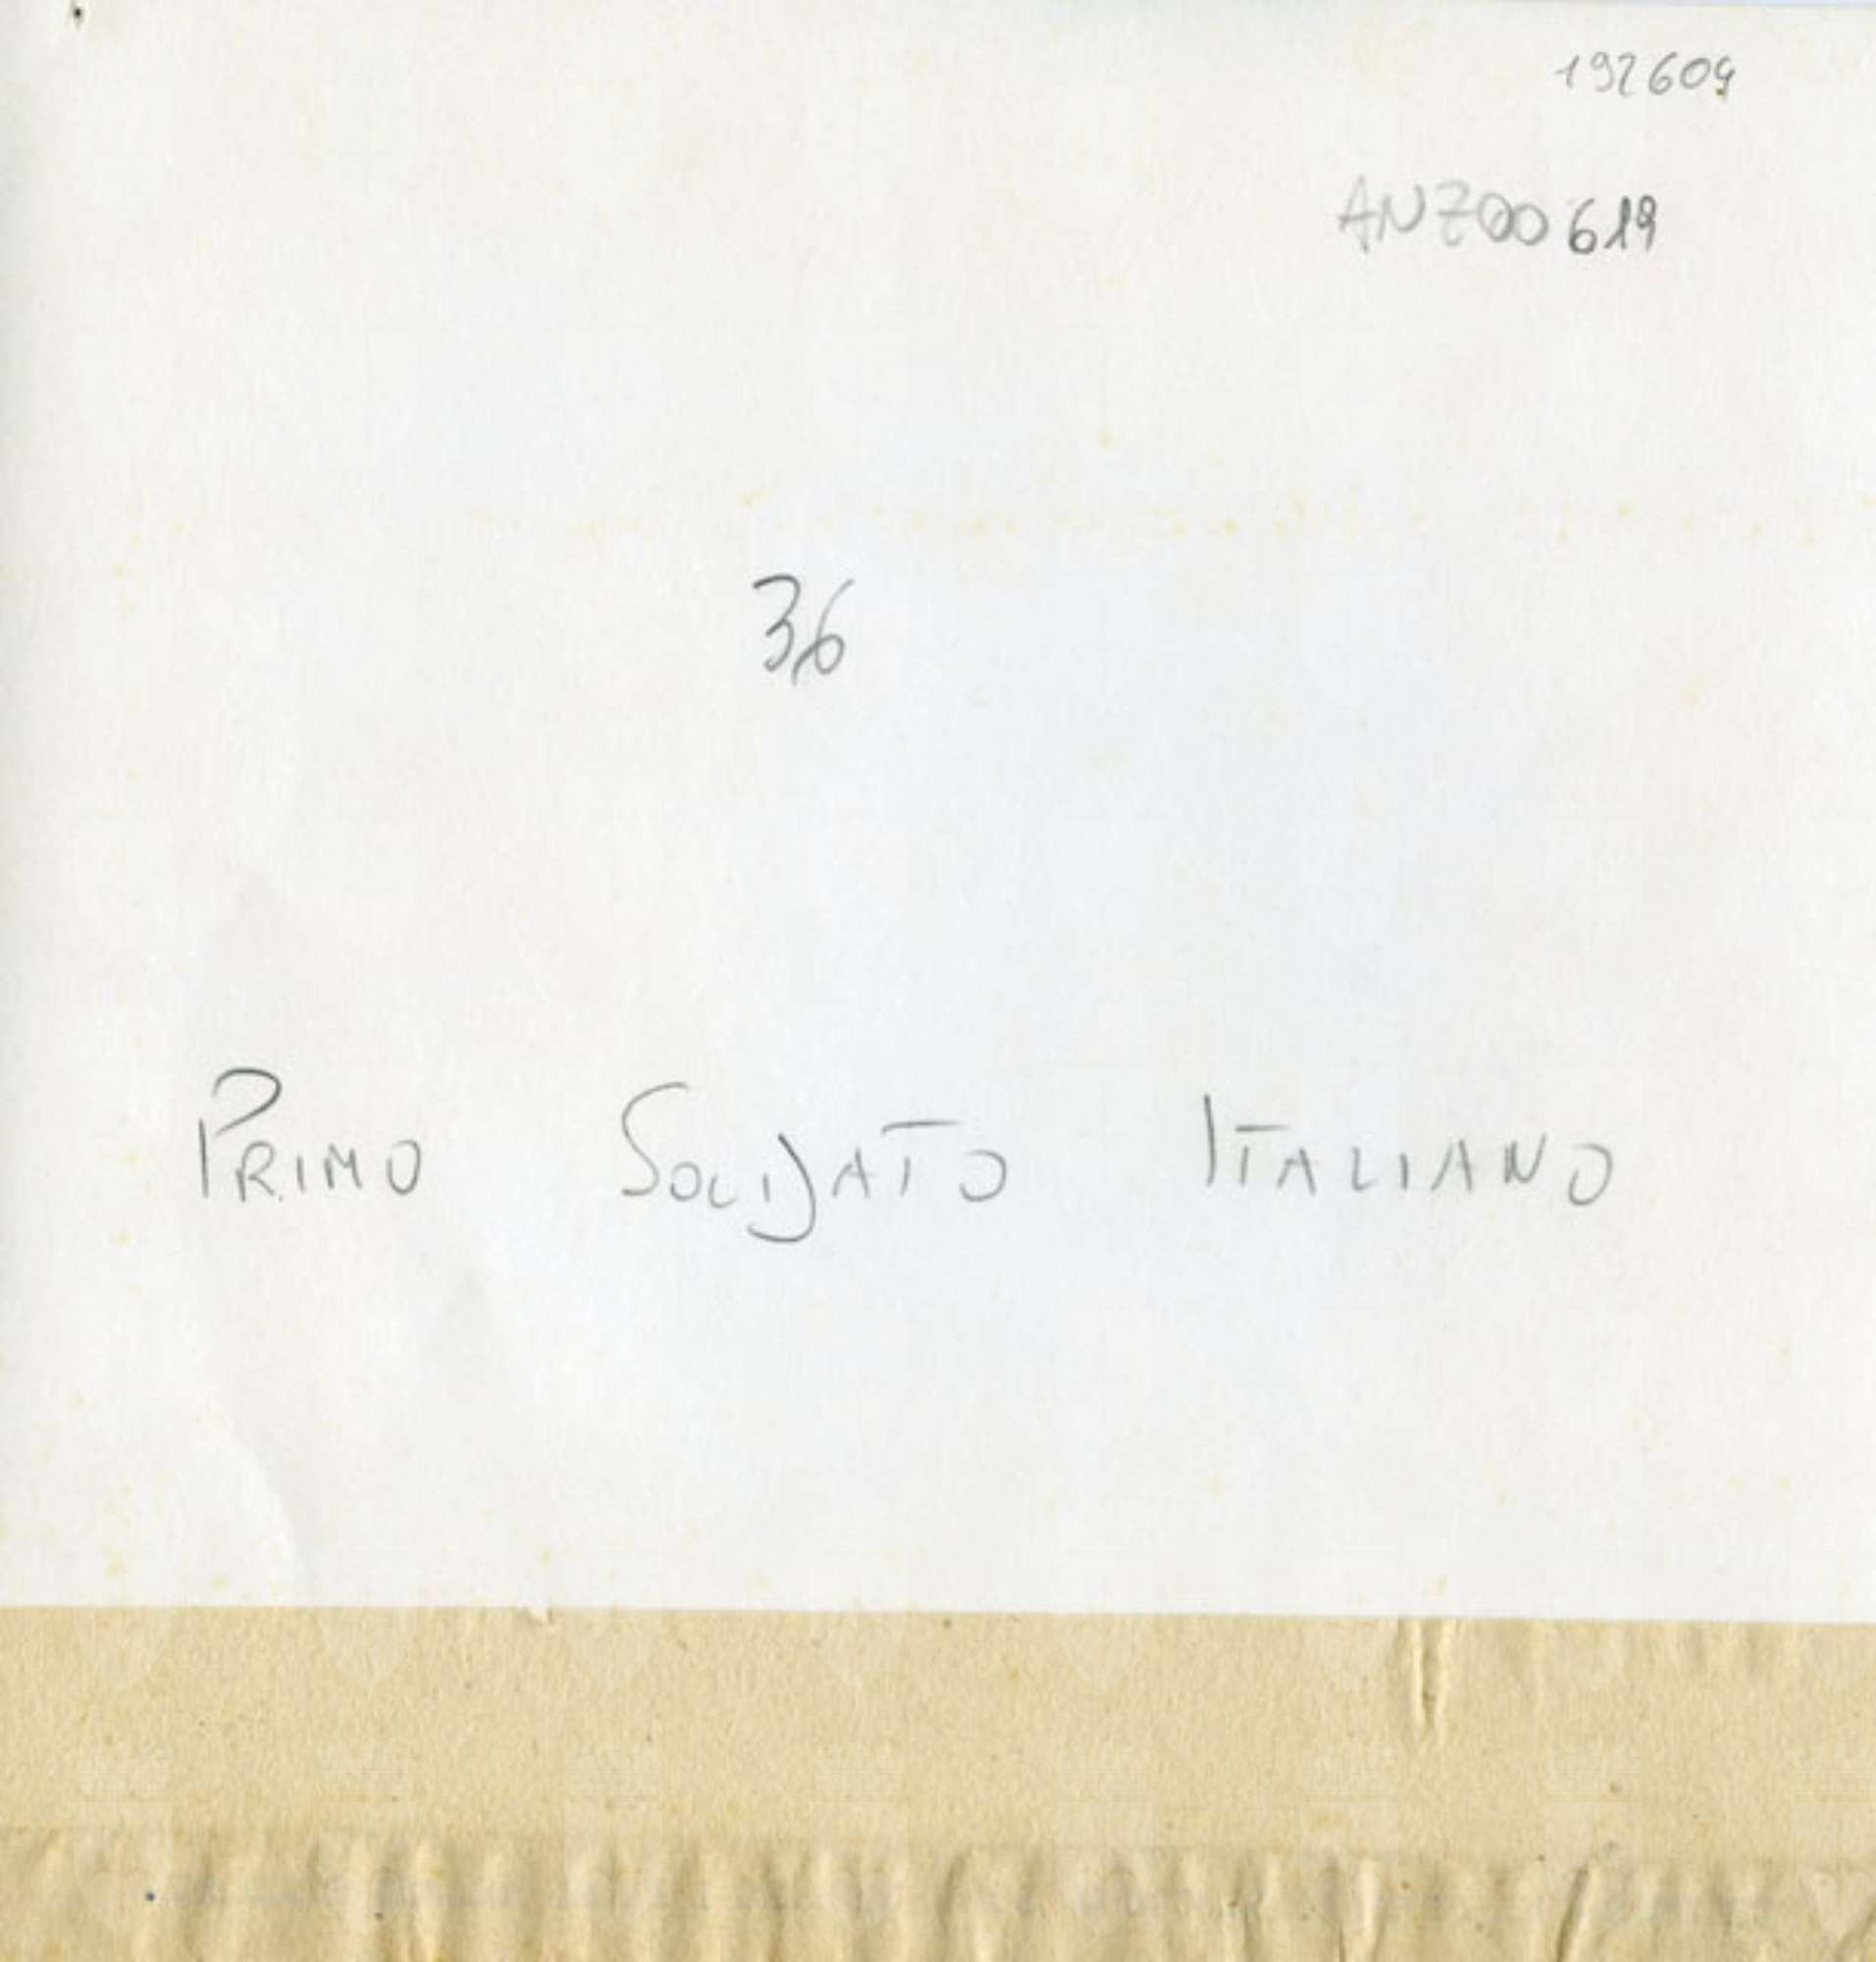 192609
ANZ00619
36
PRIMO SOLDATO ITALIANO